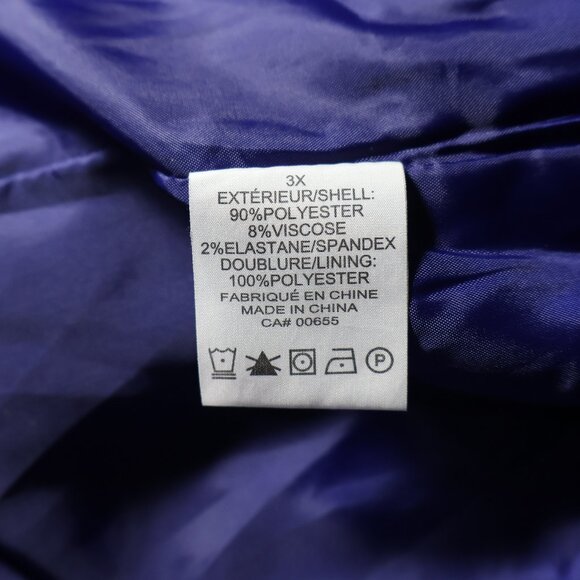 3X
EXTÉRIEUR/SHELL:
90%POLYESTER
8%VISCOSE
2%ELASTANE/SPANDEX
DOUBLURE/LINING:
100%POLYESTER
FABRIQUÉ EN CHINE
MADE IN CHINA
CA# 00655
P